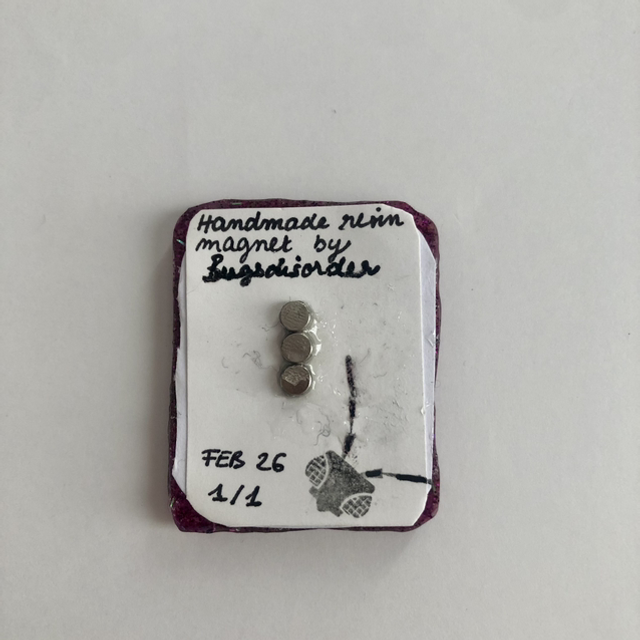 Handmade resin
magnet by
Bugsdisorder
FEB 26
1/1